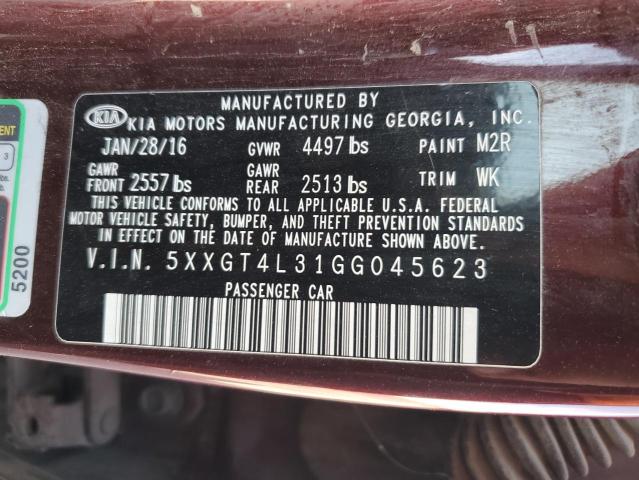 MANUFACTURED BY
KIA KIA MOTORS MANUFACTURING GEORGIA, INC.
JAN/28/16 GVWR 4497 lbs PAINT M2R
GAWR FRONT 2557 lbs GAWR REAR 2513 lbs TRIM WK
THIS VEHICLE CONFORMS TO ALL APPLICABLE U.S.A. FEDERAL
MOTOR VEHICLE SAFETY, BUMPER, AND THEFT PREVENTION STANDARDS
IN EFFECT ON THE DATE OF MANUFACTURE SHOWN ABOVE.
V.I.N. 5XXGT4L31GG045623
PASSENGER CAR
3
5200